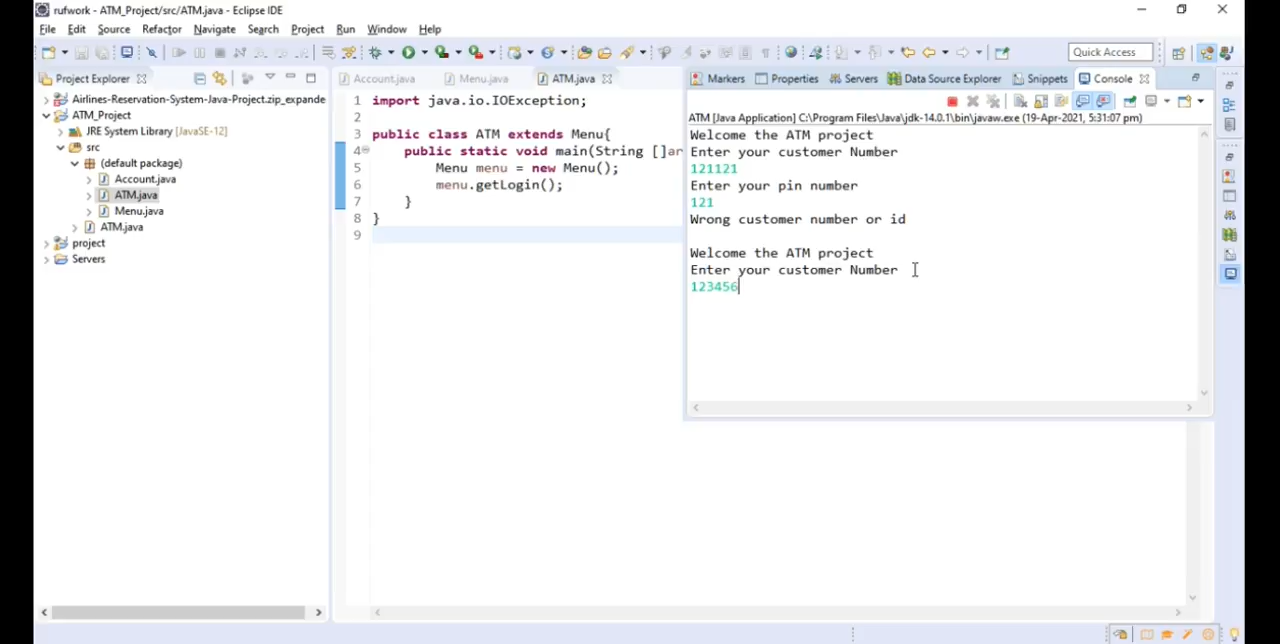 rufwork - ATM_Project/src/ATM.java - Eclipse IDE
File Edit Source Refactor Navigate Search Project Run Window Help
Quick Access
Project Explorer
Airlines-Reservation-System-Java-Project.zip_expande
ATM_Project
JRE System Library [JavaSE-12]
src
(default package)
Account.java
ATM.java
Menu.java
ATM.java
project
Servers
Account.java Menu.java ATM.java
1 import java.io.IOException;
2
3 public class ATM extends Menu{
4 public static void main(String []ar
5 Menu menu = new Menu();
6 menu.getLogin();
7 }
8 }
9
Markers Properties Servers Data Source Explorer Snippets Console
ATM [Java Application] C:\Program Files\Java\jdk-14.0.1\bin\javaw.exe (19-Apr-2021, 5:31:07 pm)
Welcome the ATM project
Enter your customer Number
121121
Enter your pin number
121
Wrong customer number or id
Welcome the ATM project
Enter your customer Number
123456